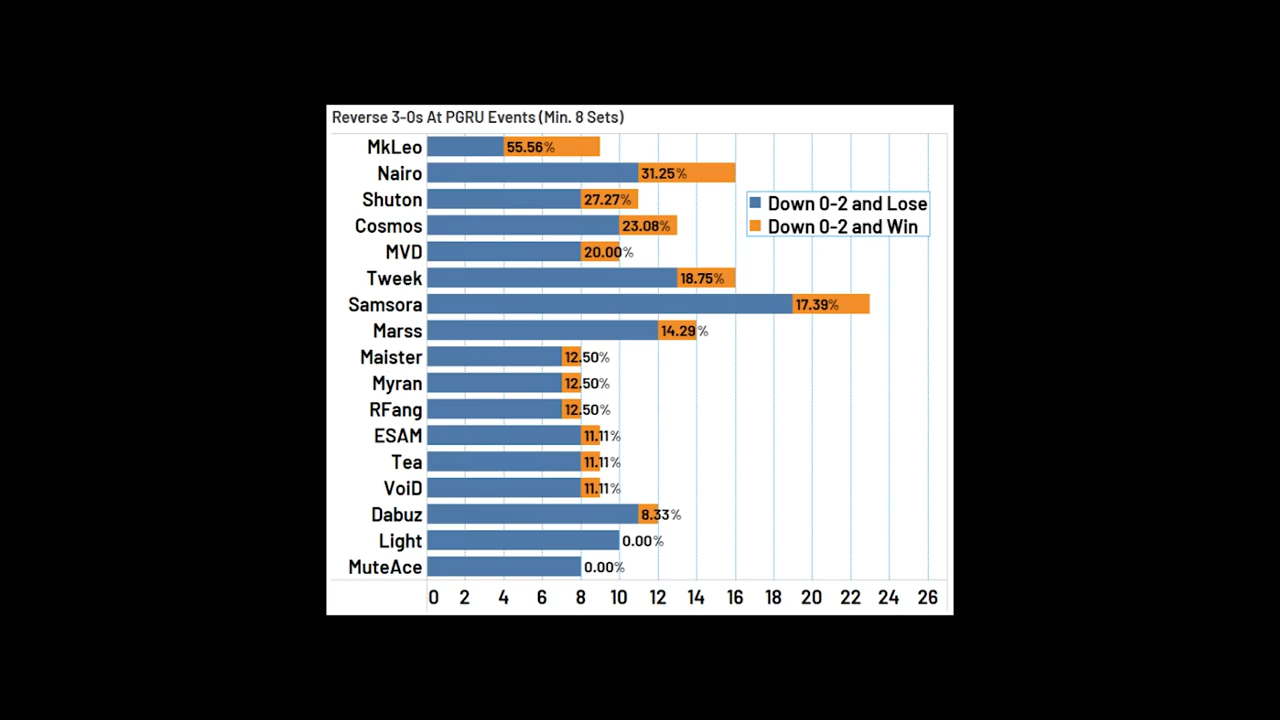 Reverse 3-0s At PGRU Events (Min. 8 Sets)
MkLeo 55.56%
Nairo 31.25%
Shuton 27.27%
Down 0-2 and Lose
Cosmos 23.08%
Down 0-2 and Win
MVD 20.00%
Tweek 18.75%
Samsora 17.39%
Marss 14.29%
Maister 12.50%
Myran 12.50%
RFang 12.50%
ESAM 11.11%
Tea 11.11%
VoiD 11.11%
Dabuz 8.33%
Light 0.00%
MuteAce 0.00%
0 2 4 6 8 10 12 14 16 18 20 22 24 26